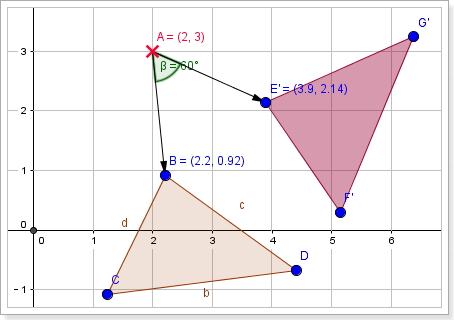 G'
3
A = (2, 3)
β = 60°
E' = (3.9, 2.14)
2
1
B = (2.2, 0.92)
F'
c
d
0
0 1 2 3 4 5 6
D
C
b
-1